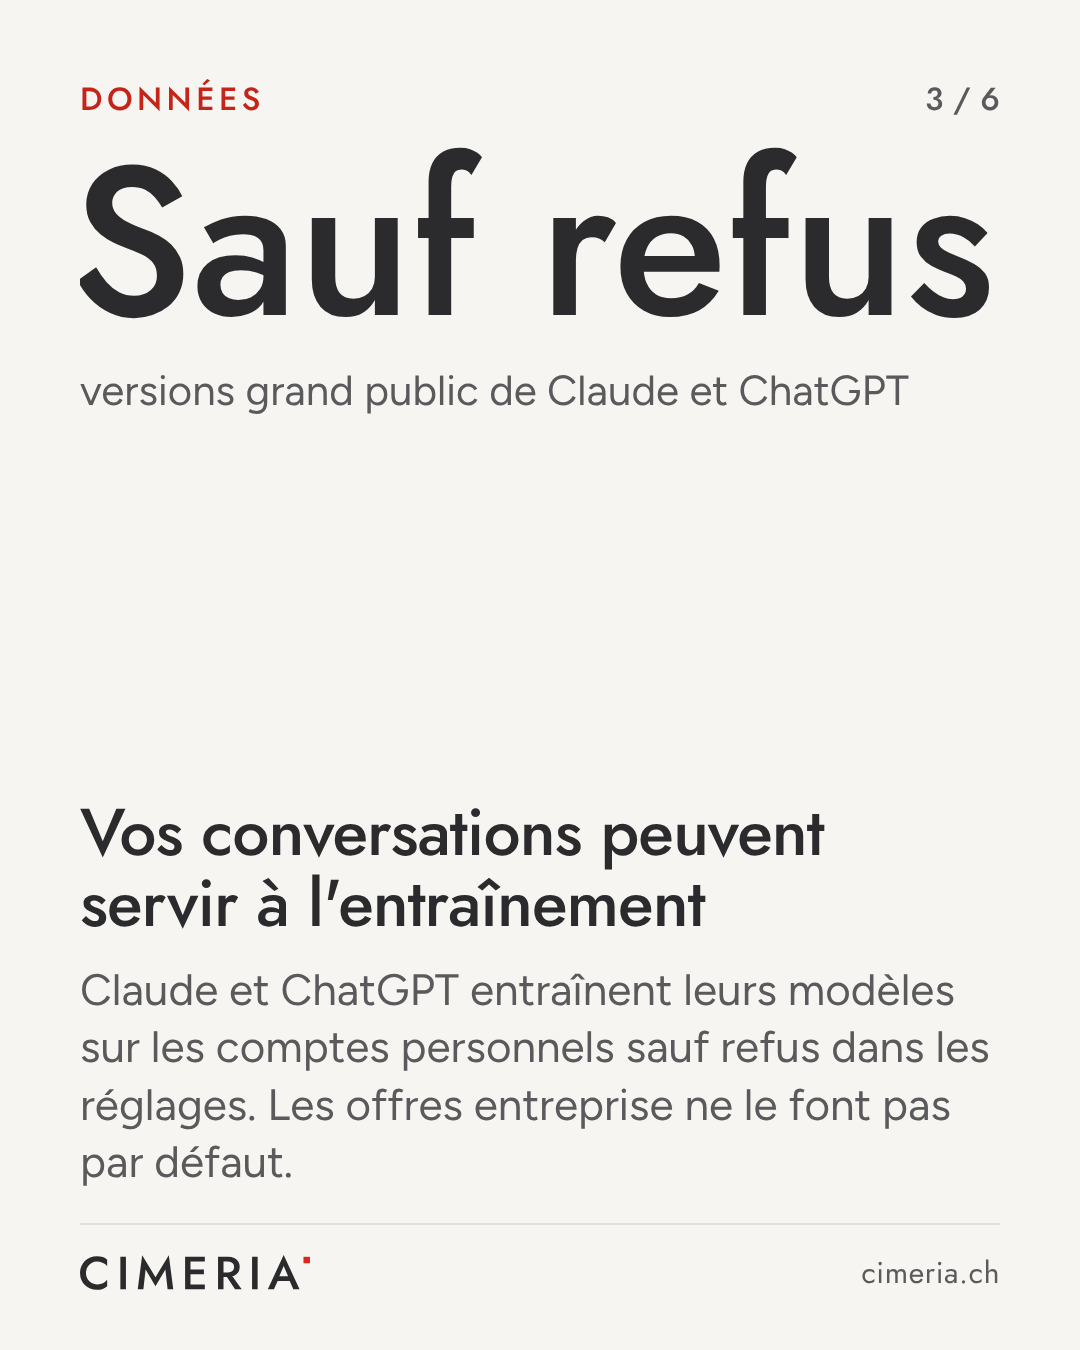 DONNÉES
3 / 6
Sauf refus
versions grand public de Claude et ChatGPT
Vos conversations peuvent
servir à l'entraînement
Claude et ChatGPT entraînent leurs modèles
sur les comptes personnels sauf refus dans les
réglages. Les offres entreprise ne le font pas
par défaut.
CIMERIA
cimeria.ch